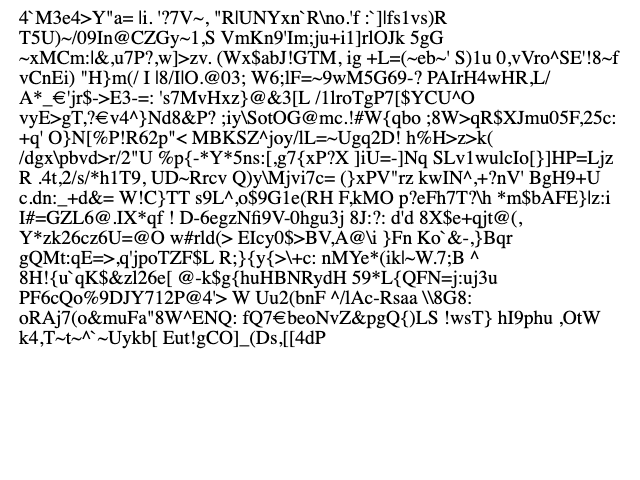 4`M3e4>Y"a= |i. '?7V~, "R|UNYxn`R\no.'f :`]|fs1vs)R
T5U)~/09In@CZGy~1,S VmKn9'Im;ju+i1]rlOJk 5gG
~xMCm:|&,u7P?,w]>zv. (Wx$abJ!GTM, ig +L=(~eb~' S)1u 0,vVro^SE'!8~f
vCnEi) "H}m(/ I |8/IlO.@03; W6;lF=~9wM5G69-? PAIrH4wHR,L/
A*_€'jr$->E3-=: 's7MvHxz}@&3[L /1lroTgP7[$YCU^O
vyE>gT,?€v4^}Nd8&P? ;iy\SotOG@mc.!#W{qbo ;8W>qR$XJmu05F,25c:
+q' O}N[%P!R62p"< MBKSZ^joy/lL=~Ugq2D! h%H>z>k(
/dgx\pbvd>r/2"U %p{-*Y*5ns:[,g7{xP?X ]iU=-]Nq SLv1wulcIo[}]HP=Ljz
R .4t,2/s/*h1T9, UD~Rrcv Q)y\Mjvi7c= (}xPV"rz kwIN^,+?nV' BgH9+U
c.dn:_+d&= W!C}TT s9L^,o$9G1e(RH F,kMO p?eFh7T?\h *m$bAFE}|z:i
I#=GZL6@.IX*qf ! D-6egzNfi9V-0hgu3j 8J:?: d'd 8X$e+qjt@(,
Y*zk26cz6U=@O w#rld(> EIcy0$>BV,A@\i }Fn Ko`&-,}Bqr
gQMt:qE=>,q'jpoTZF$L R;}{y{>\+c: nMYe*(ik|~W.7;B ^
8H!{u`qK$&zl26e[ @-k$g{huHBNRydH 59*L{QFN=j:uj3u
PF6cQo%9DJY712P@4'> W Uu2(bnF ^/lAc-Rsaa \\8G8:
oRAj7(o&muFa"8W^ENQ: fQ7€beoNvZ&pgQ{)LS !wsT} hI9phu ,OtW
k4,T~t~^`~Uykb[ Eut!gCO]_(Ds,[[4dP